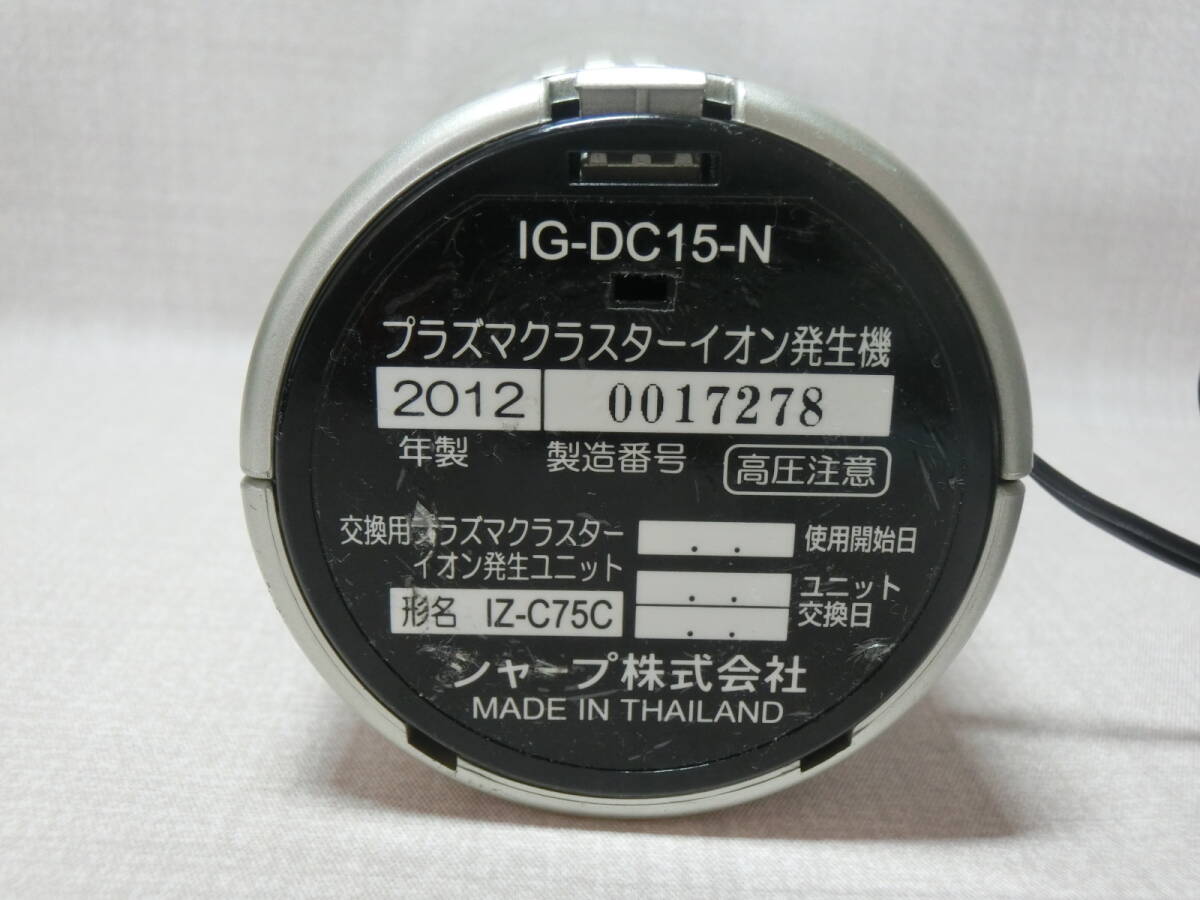 IG-DC15-N
プラズマクラスターイオン発生機
2012 0017278
年製 製造番号 高圧注意
交換用プラズマクラスター 使用開始日
イオン発生ユニット ユニット
形名 IZ-C75C 交換日
シャープ株式会社
MADE IN THAILAND